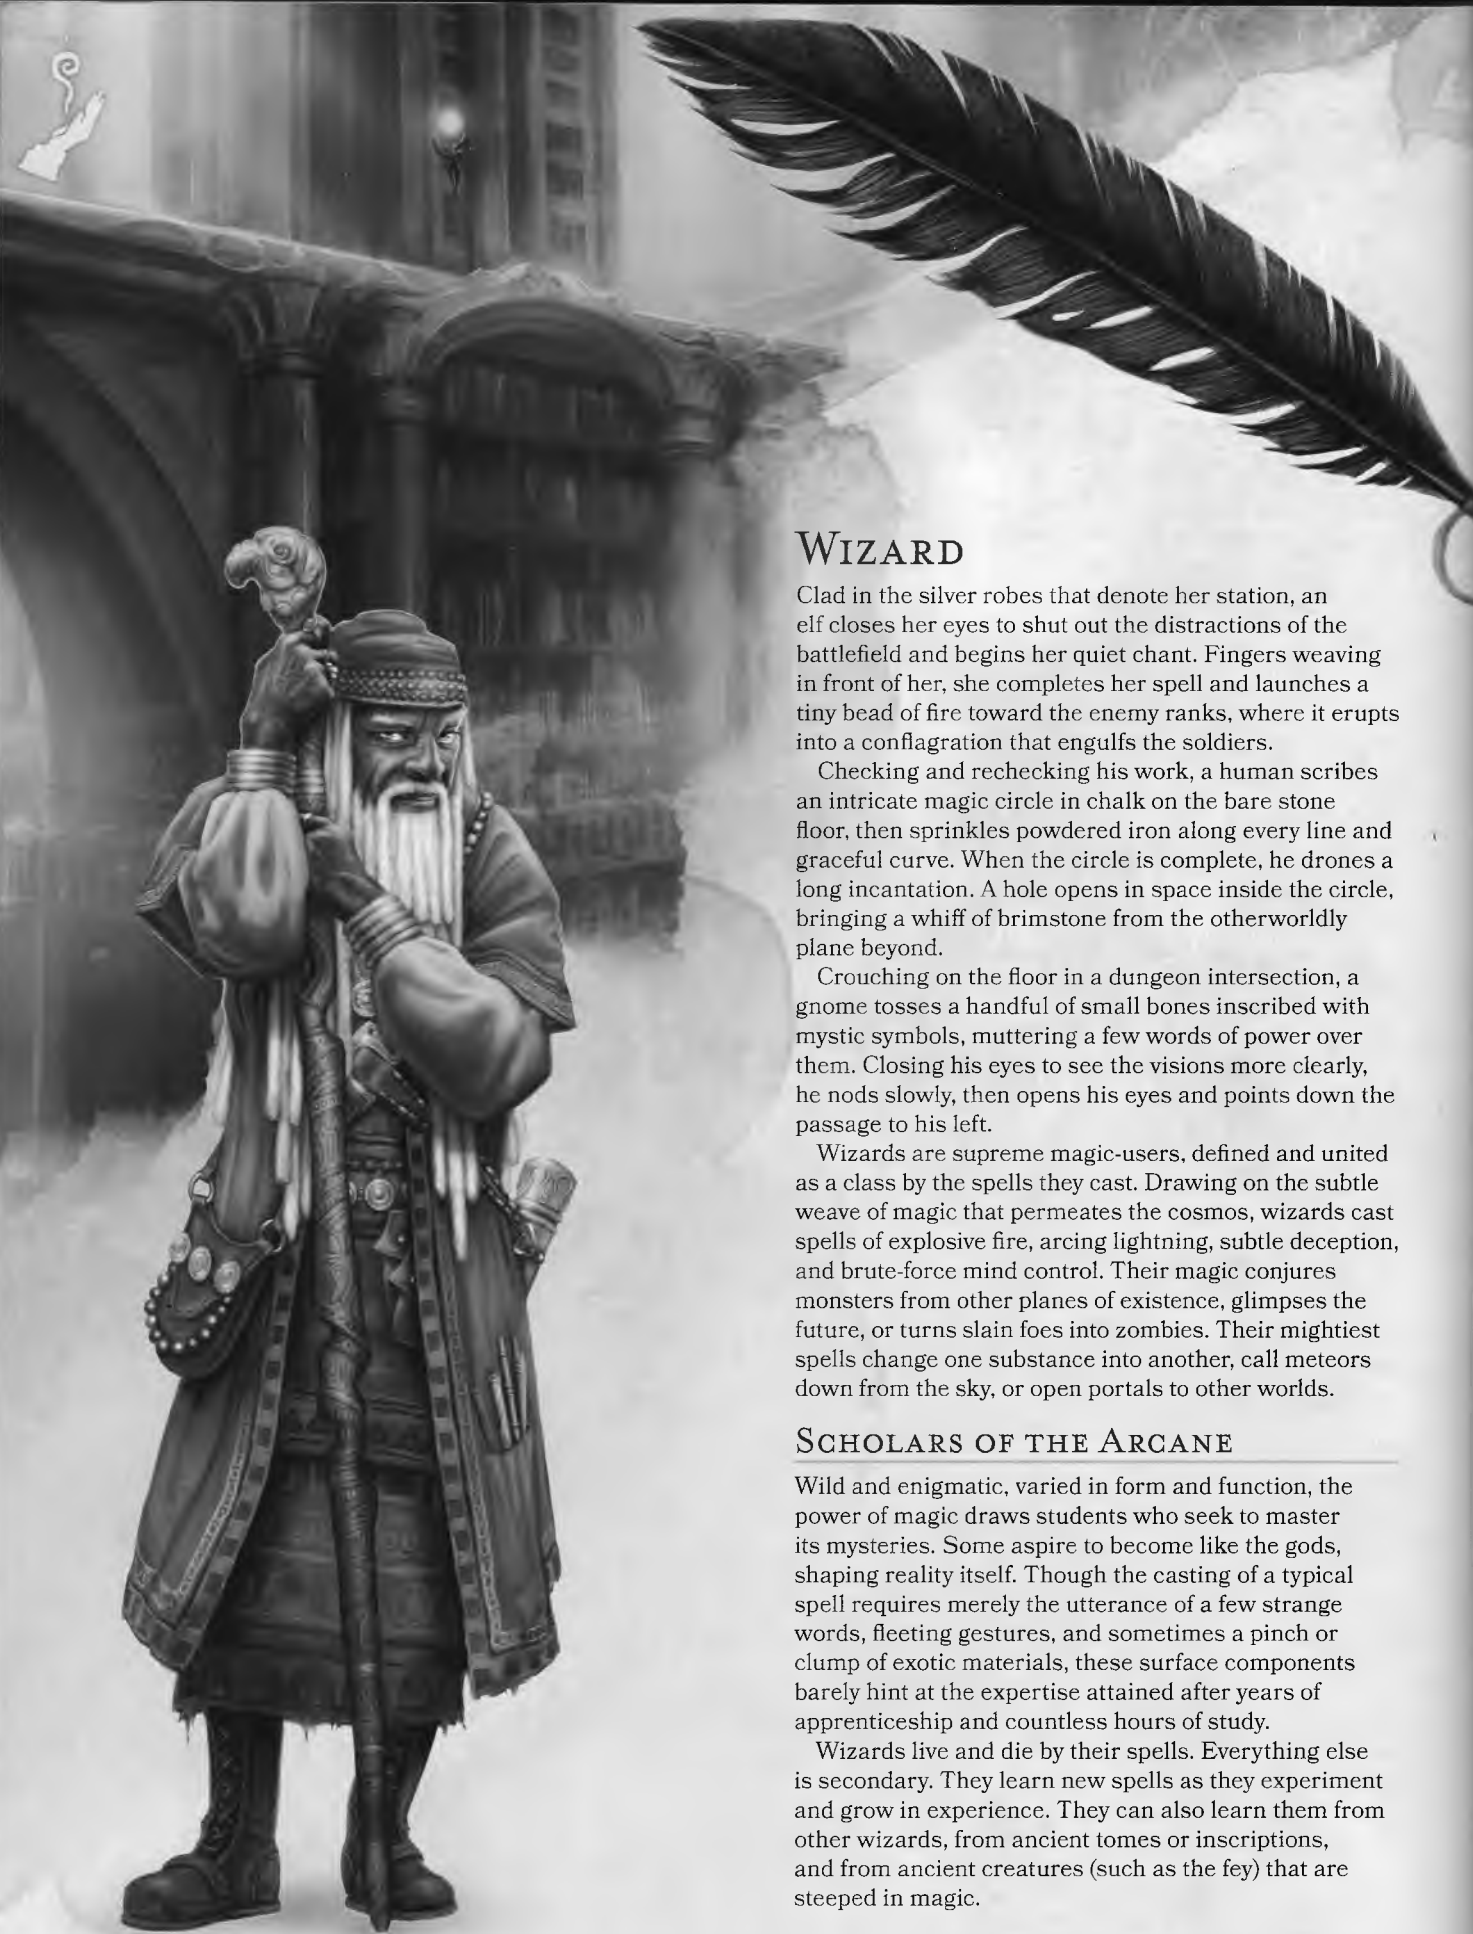 Wizard
Clad in the silver robes that denote her station, an
elf closes her eyes to shut out the distractions of the
battlefield and begins her quiet chant. Fingers weaving
in front of her, she completes her spell and launches a
tiny bead of fire toward the enemy ranks, where it erupts
into a conflagration that engulfs the soldiers.
Checking and rechecking his work, a human scribes
an intricate magic circle in chalk on the bare stone
floor, then sprinkles powdered iron along every line and
graceful curve. When the circle is complete, he drones a
long incantation. A hole opens in space inside the circle,
bringing a whiff of brimstone from the otherworldly
plane beyond.
Crouching on the floor in a dungeon intersection, a
gnome tosses a handful of small bones inscribed with
mystic symbols, muttering a few words of power over
them. Closing his eyes to see the visions more clearly,
he nods slowly, then opens his eyes and points down the
passage to his left.
Wizards are supreme magic-users, defined and united
as a class by the spells they cast. Drawing on the subtle
weave of magic that permeates the cosmos, wizards cast
spells of explosive fire, arcing lightning, subtle deception,
and brute-force mind control. Their magic conjures
monsters from other planes of existence, glimpses the
future, or turns slain foes into zombies. Their mightiest
spells change one substance into another, call meteors
down from the sky, or open portals to other worlds.
Scholars of the Arcane
Wild and enigmatic, varied in form and function, the
power of magic draws students who seek to master
its mysteries. Some aspire to become like the gods,
shaping reality itself. Though the casting of a typical
spell requires merely the utterance of a few strange
words, fleeting gestures, and sometimes a pinch or
clump of exotic materials, these surface components
barely hint at the expertise attained after years of
apprenticeship and countless hours of study.
Wizards live and die by their spells. Everything else
is secondary. They learn new spells as they experiment
and grow in experience. They can also learn them from
other wizards, from ancient tomes or inscriptions,
and from ancient creatures (such as the fey) that are
steeped in magic.